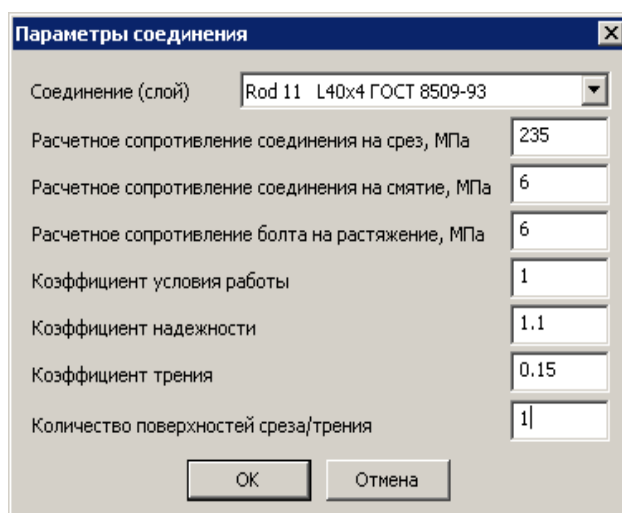 Параметры соединения
Соединение (слой) Rod 11 L40x4 ГОСТ 8509-93
Расчетное сопротивление соединения на срез, МПа 235
Расчетное сопротивление соединения на смятие, МПа 6
Расчетное сопротивление болта на растяжение, МПа 6
Коэффициент условия работы 1
Коэффициент надежности 1.1
Коэффициент трения 0.15
Количество поверхностей среза/трения 1
ОК Отмена